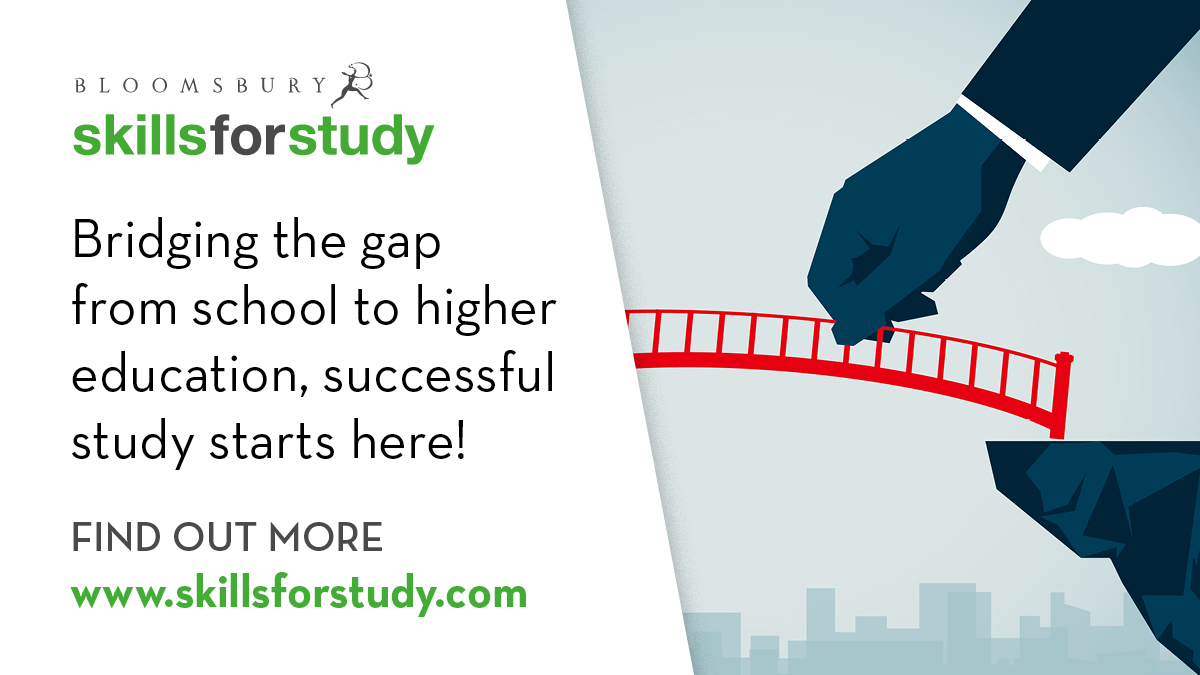 BLOOMSBURY
skillsforstudy
Bridging the gap
from school to higher
education, successful
study starts here!
FIND OUT MORE
www.skillsforstudy.com